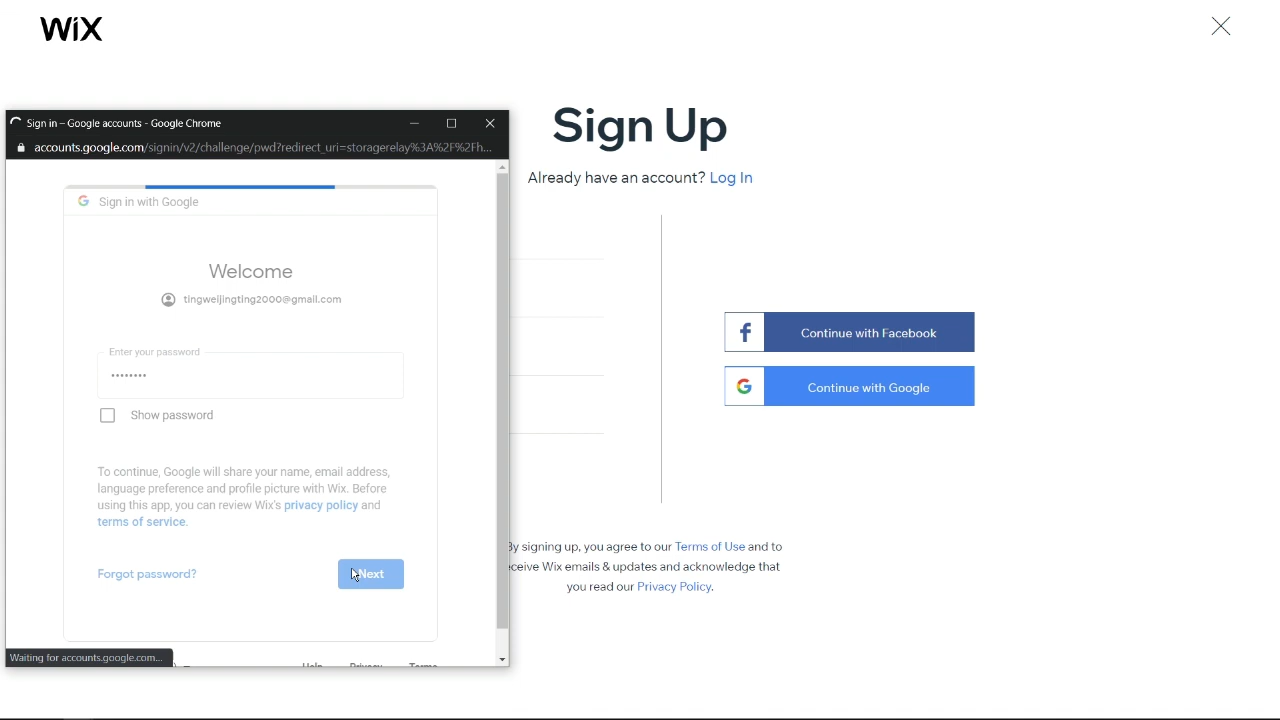 WiX
Sign in – Google accounts - Google Chrome
accounts.google.com/signin/v2/challenge/pwd?redirect_uri=storagerelay%3A%2F%2Fh...
Sign in with Google
Welcome
tingweijingting2000@gmail.com
Enter your password
••••••••
Show password
To continue, Google will share your name, email address,
language preference and profile picture with Wix. Before
using this app, you can review Wix's privacy policy and
terms of service.
Forgot password?
Next
Waiting for accounts.google.com...
Help
Privacy
Terms
Sign Up
Already have an account? Log In
f
Continue with Facebook
G
Continue with Google
By signing up, you agree to our Terms of Use and to
eceive Wix emails & updates and acknowledge that
you read our Privacy Policy.